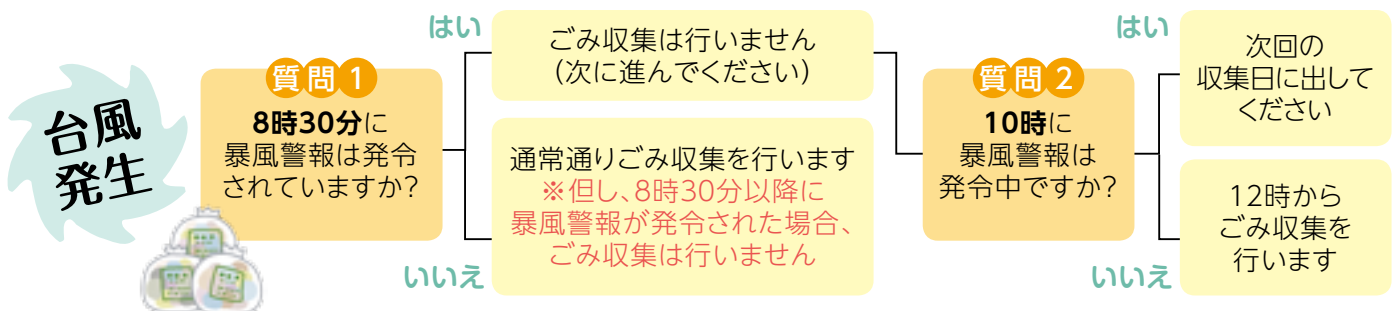 台風
発生
質問1
8時30分に
暴風警報は発令
されていますか?
はい
ごみ収集は行いません
(次に進んでください)
いいえ
通常通りごみ収集を行います
※但し、8時30分以降に
暴風警報が発令された場合、
ごみ収集は行いません
質問2
10時に
暴風警報は
発令中ですか?
はい
次回の
収集日に出して
ください
いいえ
12時から
ごみ収集を
行います